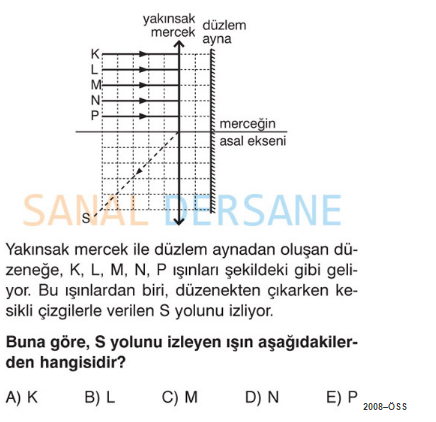 yakınsak
mercek
düzlem
ayna
K
L
M
N
P
merceğin
asal ekseni
S
SANAL DERSANE
Yakınsak mercek ile düzlem aynadan oluşan dü-
zeneğe, K, L, M, N, P ışınları şekildeki gibi geli-
yor. Bu ışınlardan biri, düzenekten çıkarken ke-
sikli çizgilerle verilen S yolunu izliyor.
Buna göre, S yolunu izleyen ışın aşağıdakiler-
den hangisidir?
A) K B) L C) M D) N E) P
2008–ÖSS